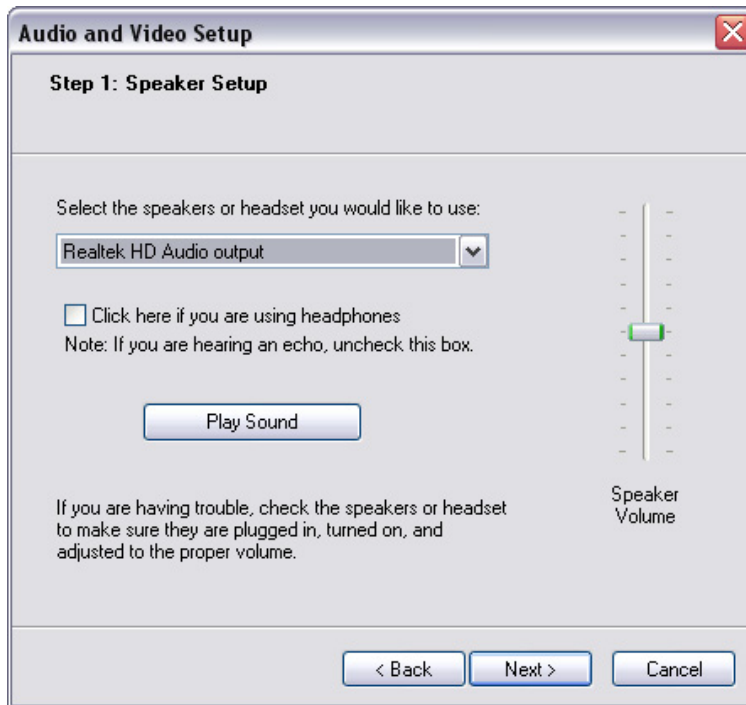 Audio and Video Setup
Step 1: Speaker Setup
Select the speakers or headset you would like to use:
Realtek HD Audio output
Click here if you are using headphones
Note: If you are hearing an echo, uncheck this box.
Play Sound
If you are having trouble, check the speakers or headset
to make sure they are plugged in, turned on, and
adjusted to the proper volume.
Speaker
Volume
< Back
Next >
Cancel